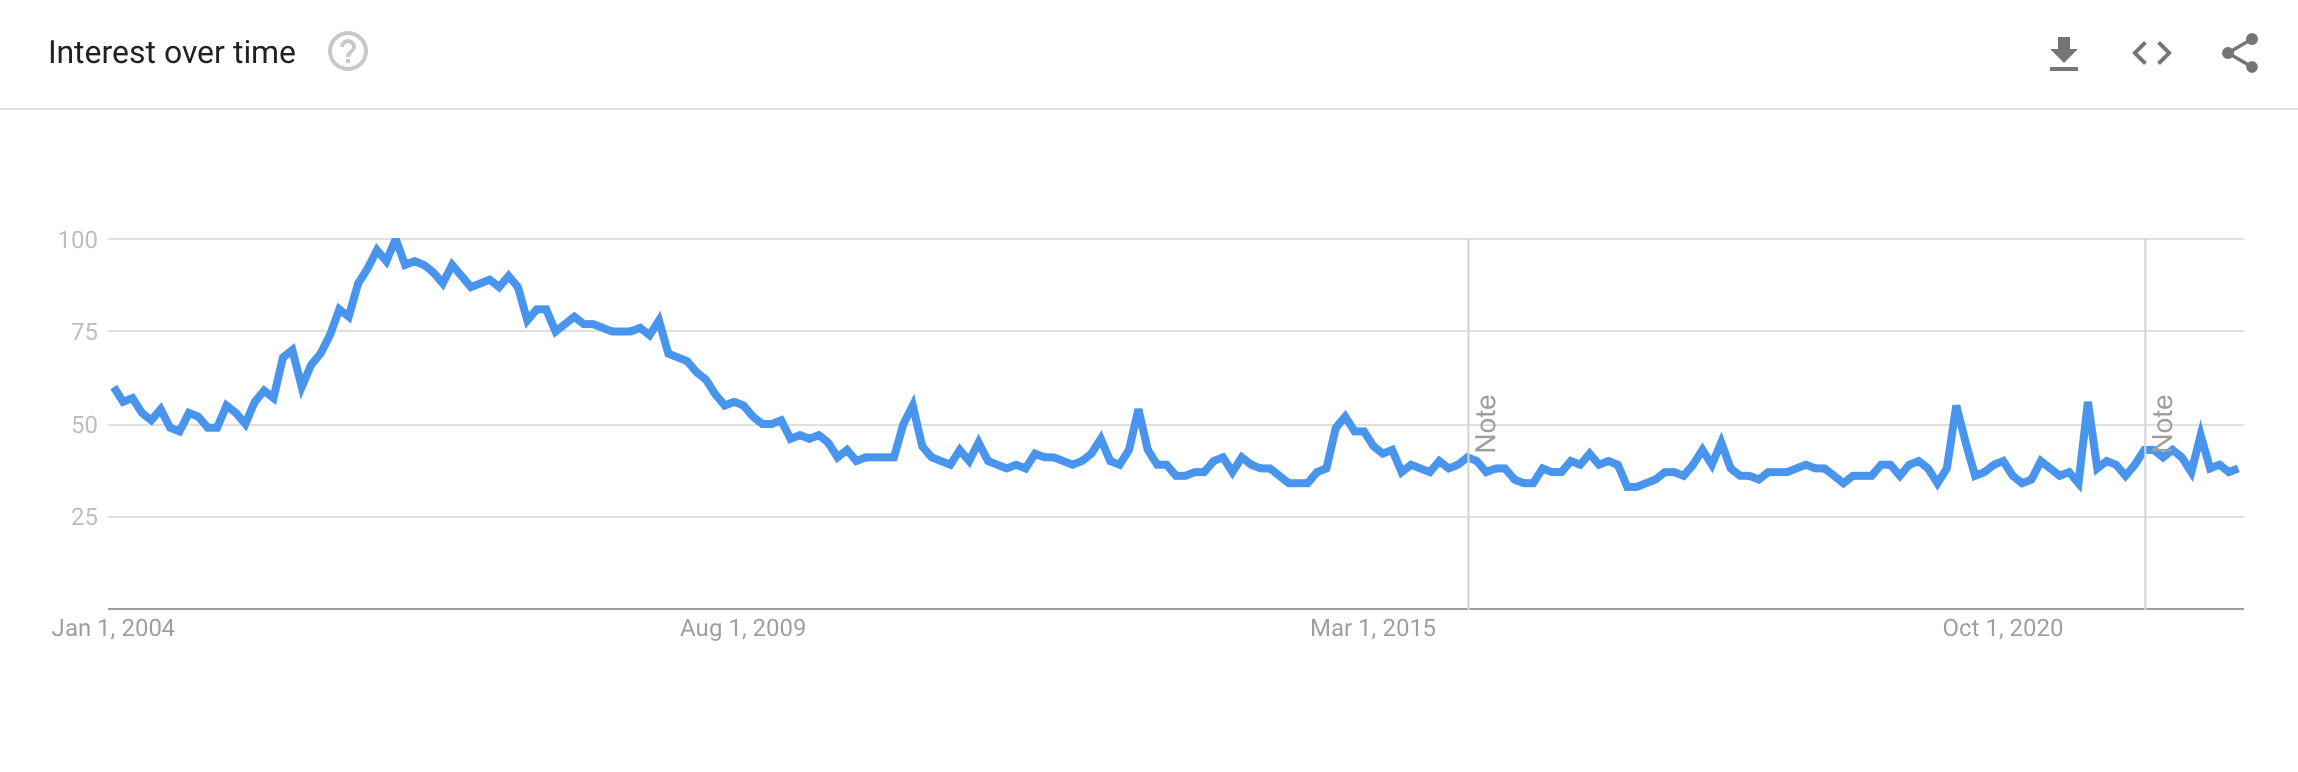 Interest over time ?
100
75
50
25
Note
Note
Jan 1, 2004
Aug 1, 2009
Mar 1, 2015
Oct 1, 2020